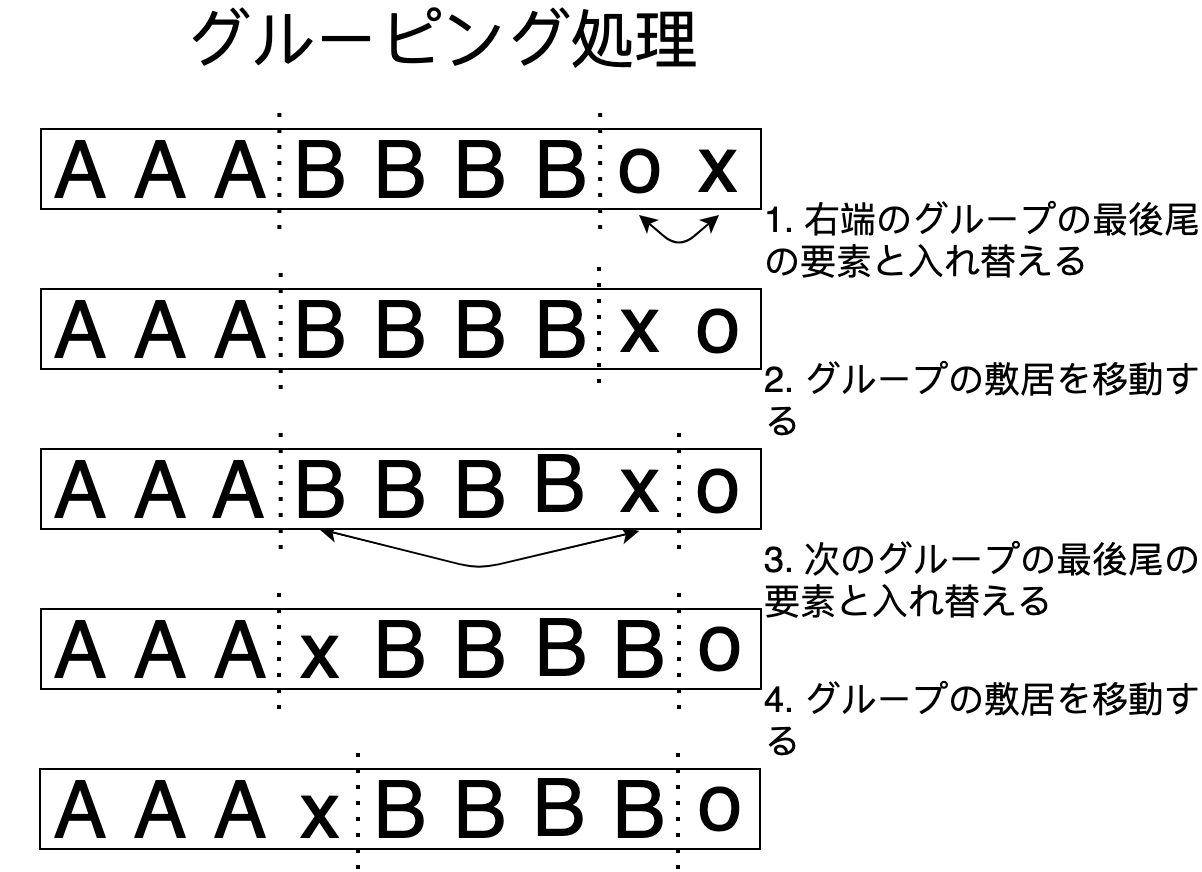 グルーピング処理
A A A B B B B o x
1. 右端のグループの最後尾
の要素と入れ替える
A A A B B B B x o
2. グループの敷居を移動す
る
A A A B B B B x o
3. 次のグループの最後尾の
要素と入れ替える
A A A x B B B B o
4. グループの敷居を移動す
る
A A A x B B B B o